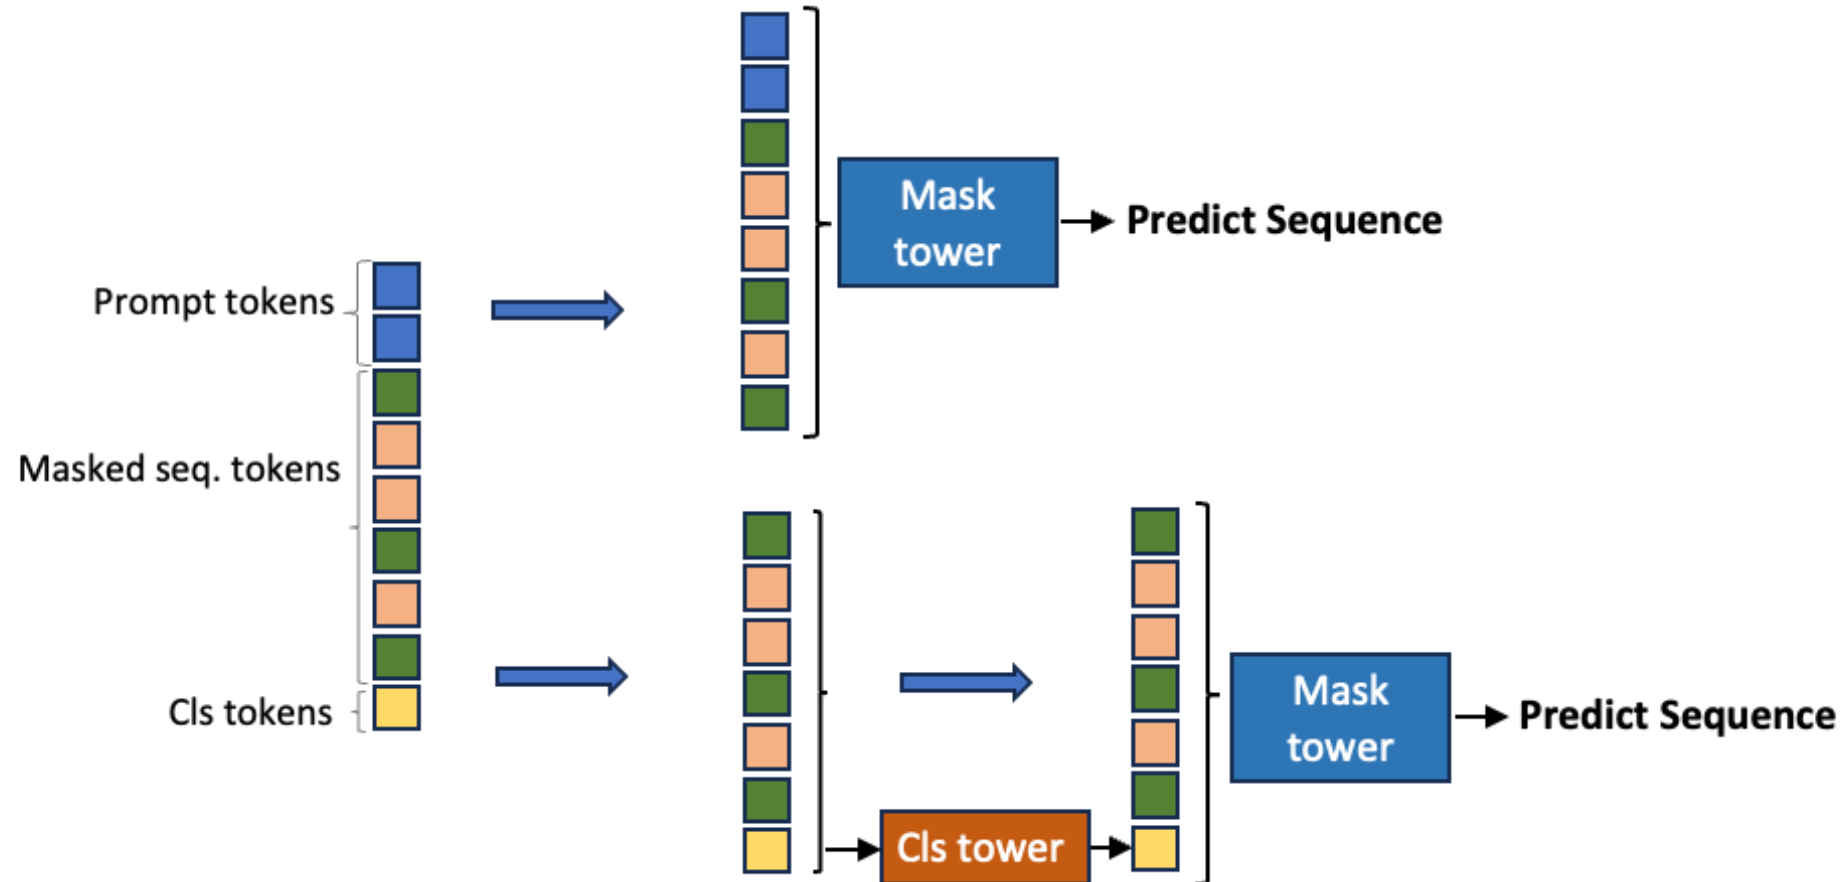 Mask
tower
Predict Sequence
Prompt tokens
Masked seq. tokens
Cls tokens
Mask
tower
Predict Sequence
Cls tower